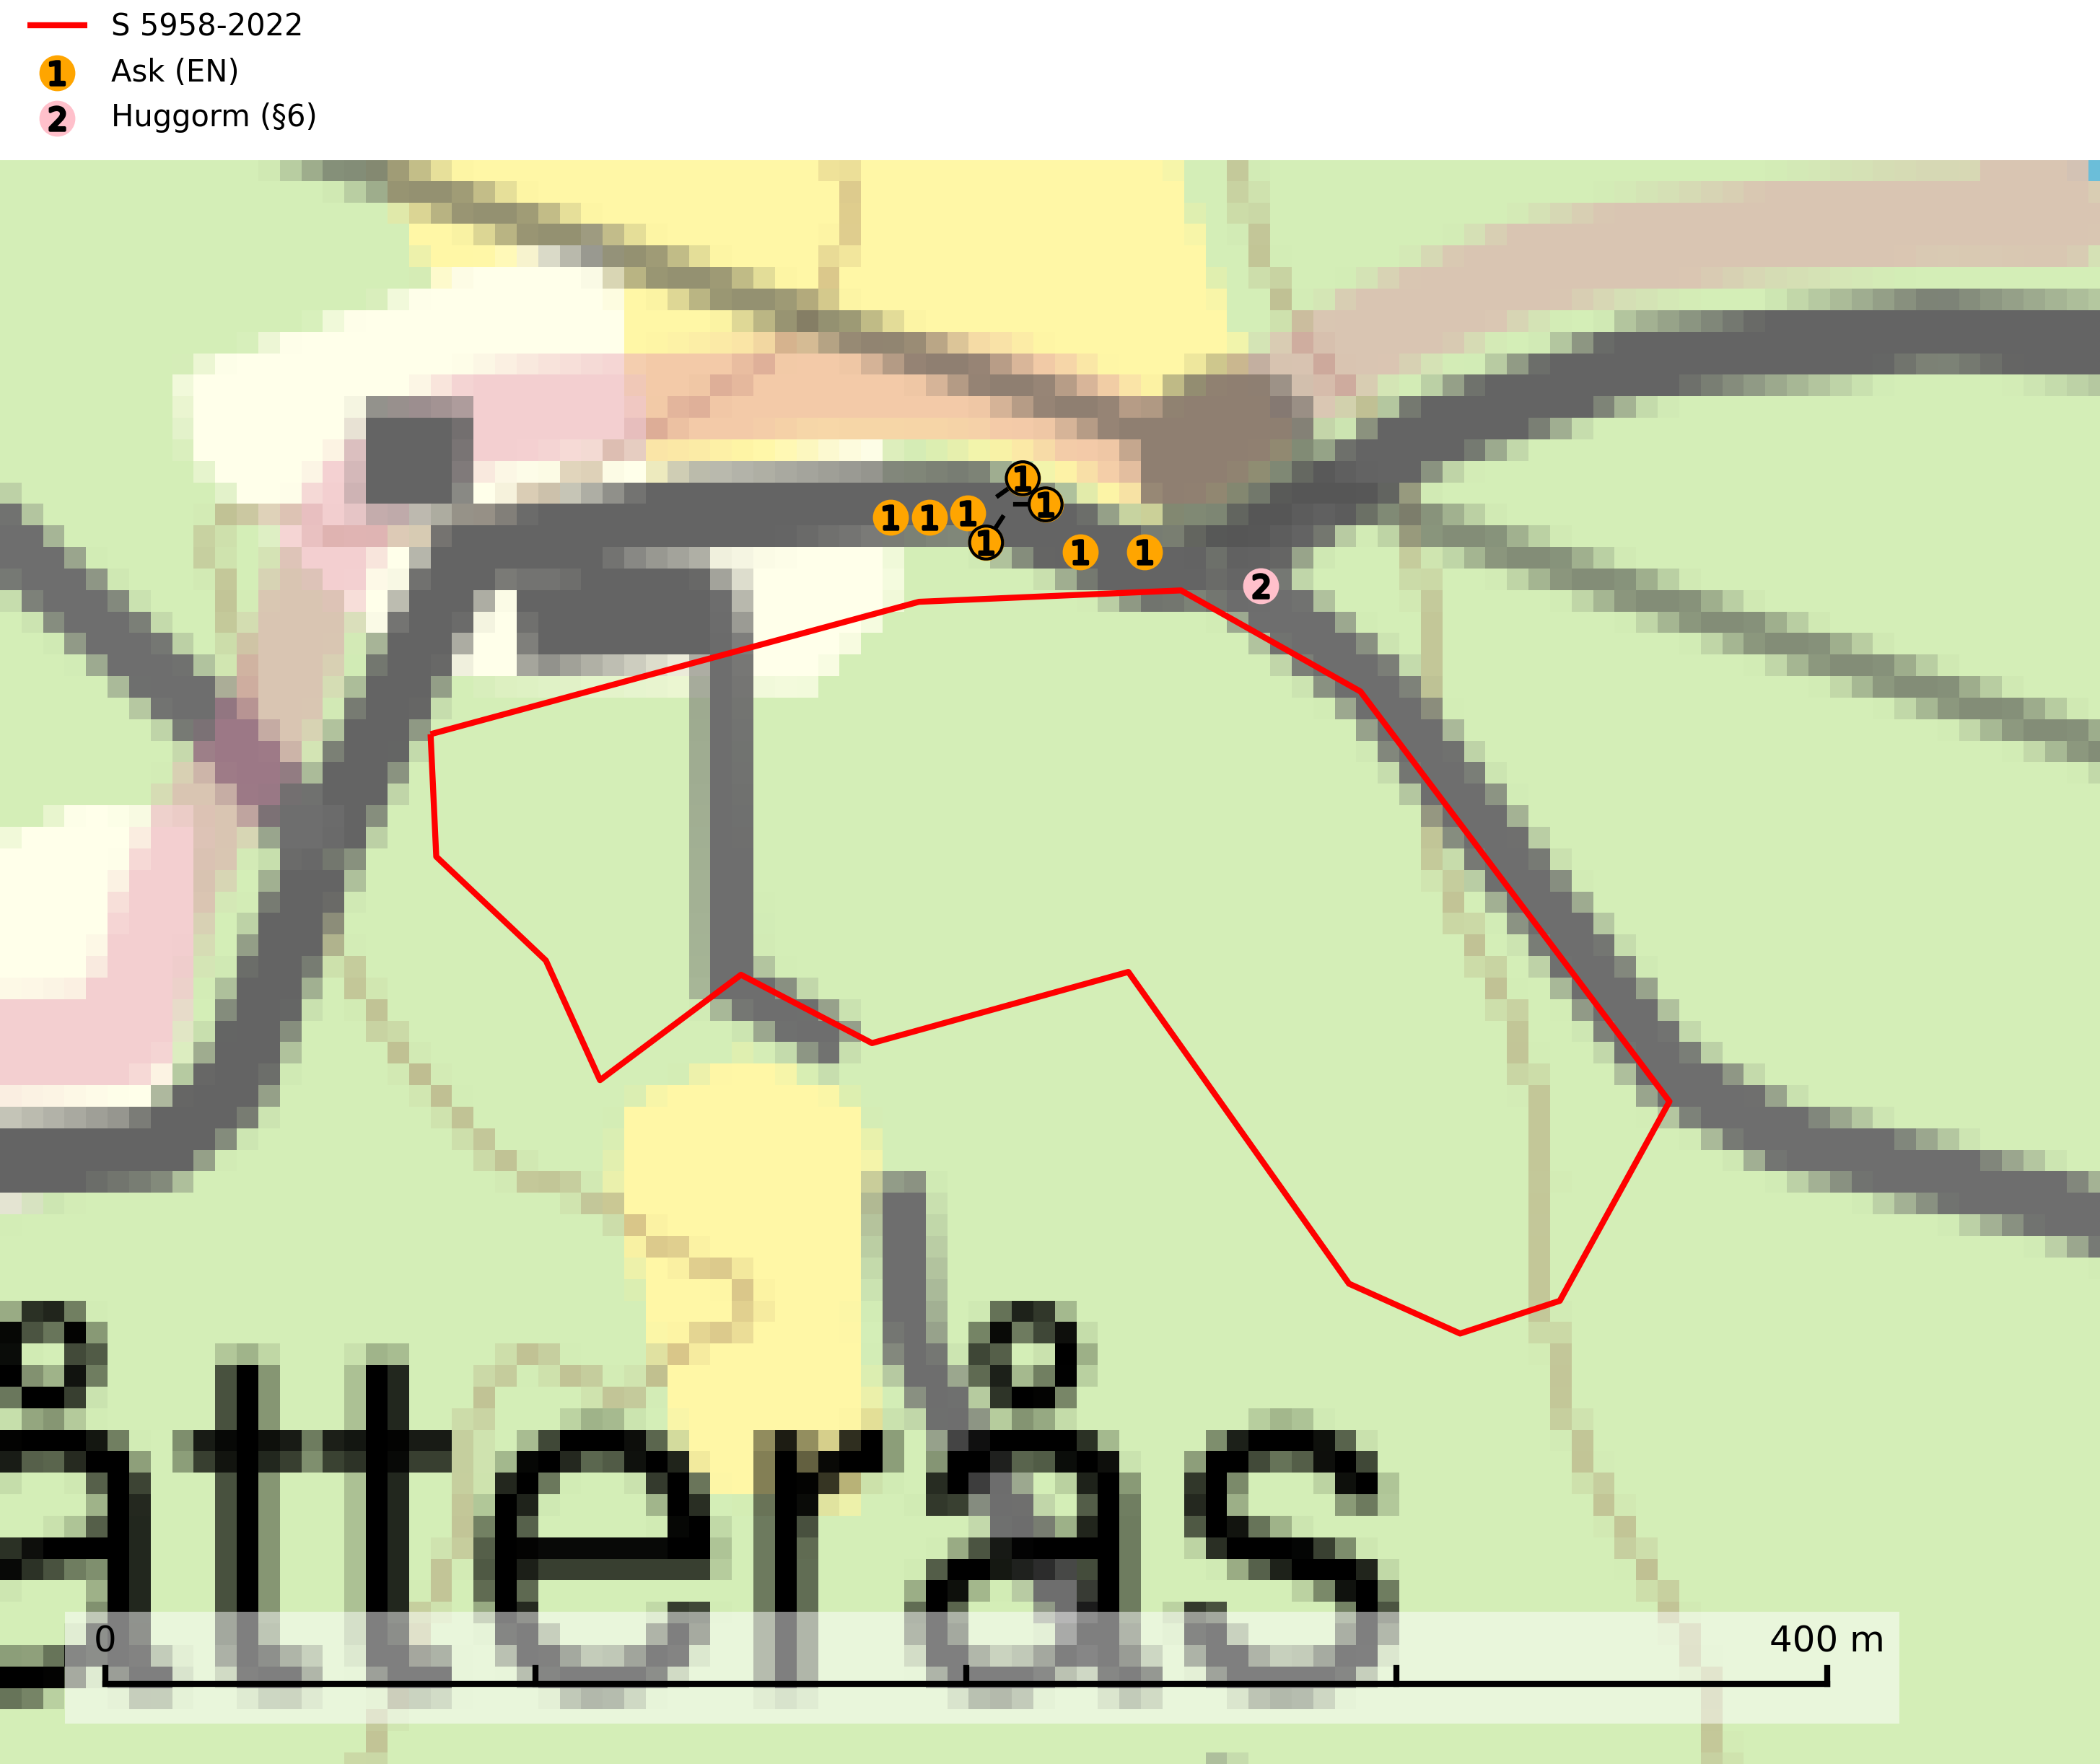 S 5958-2022
1 Ask (EN)
2 Huggorm (§6)
1
1 1 1 1
1 1 1
2
åtterås
0 400 m